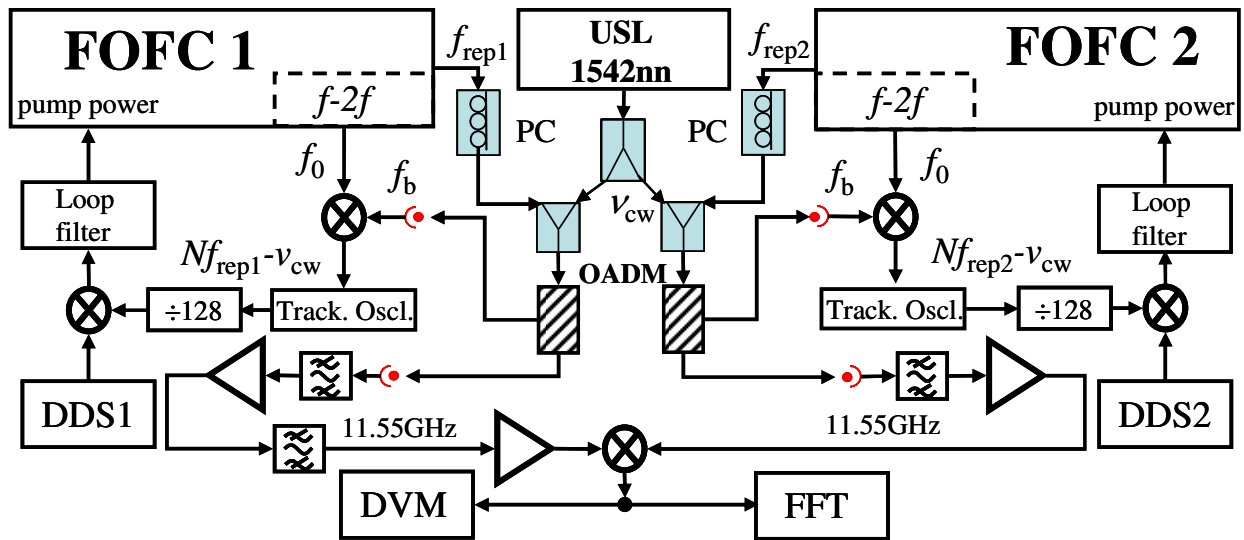 FOFC 1
f-2f
pump power
f_rep1
USL
1542nn
f_rep2
FOFC 2
f-2f
pump power
PC
PC
f_0
f_b
ν_cw
f_b
f_0
Loop
filter
Loop
filter
Nf_rep1-ν_cw
OADM
Nf_rep2-ν_cw
÷128
Track. Oscl.
Track. Oscl.
÷128
DDS1
DDS2
11.55GHz
11.55GHz
DVM
FFT